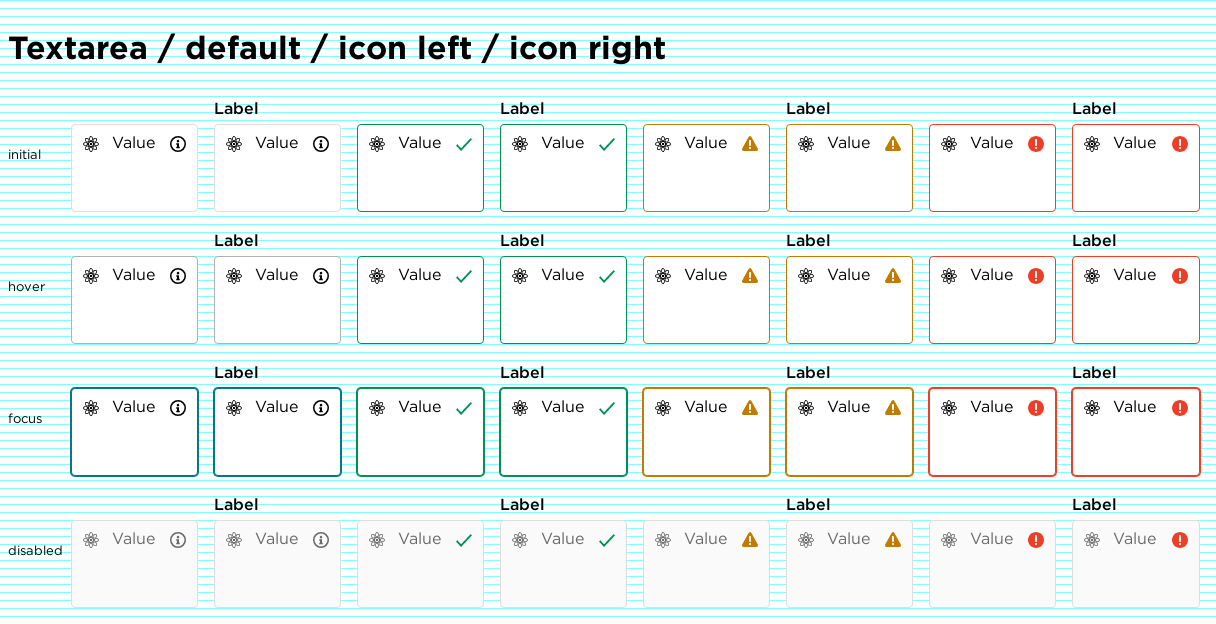 Textarea / default / icon left / icon right
Label Label Label Label
initial Value Value Value Value Value Value Value Value
Label Label Label Label
hover Value Value Value Value Value Value Value Value
Label Label Label Label
focus Value Value Value Value Value Value Value Value
Label Label Label Label
disabled Value Value Value Value Value Value Value Value